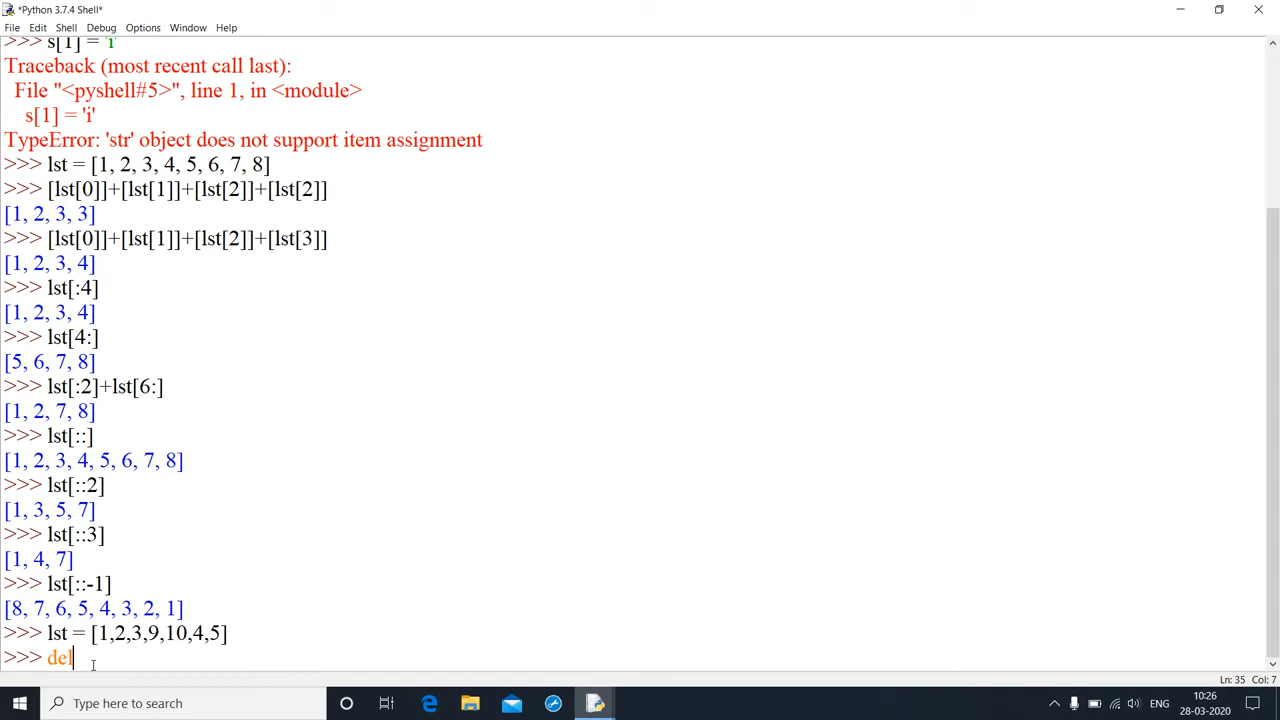 *Python 3.7.4 Shell*
File Edit Shell Debug Options Window Help
>>> s[1] = 'i'
Traceback (most recent call last):
File "<pyshell#5>", line 1, in <module>
s[1] = 'i'
TypeError: 'str' object does not support item assignment
>>> lst = [1, 2, 3, 4, 5, 6, 7, 8]
>>> [lst[0]]+[lst[1]]+[lst[2]]+[lst[2]]
[1, 2, 3, 3]
>>> [lst[0]]+[lst[1]]+[lst[2]]+[lst[3]]
[1, 2, 3, 4]
>>> lst[:4]
[1, 2, 3, 4]
>>> lst[4:]
[5, 6, 7, 8]
>>> lst[:2]+lst[6:]
[1, 2, 7, 8]
>>> lst[::]
[1, 2, 3, 4, 5, 6, 7, 8]
>>> lst[::2]
[1, 3, 5, 7]
>>> lst[::3]
[1, 4, 7]
>>> lst[::-1]
[8, 7, 6, 5, 4, 3, 2, 1]
>>> lst = [1,2,3,9,10,4,5]
>>> del
Ln: 35 Col: 7
Type here to search
ENG
10:26
28-03-2020